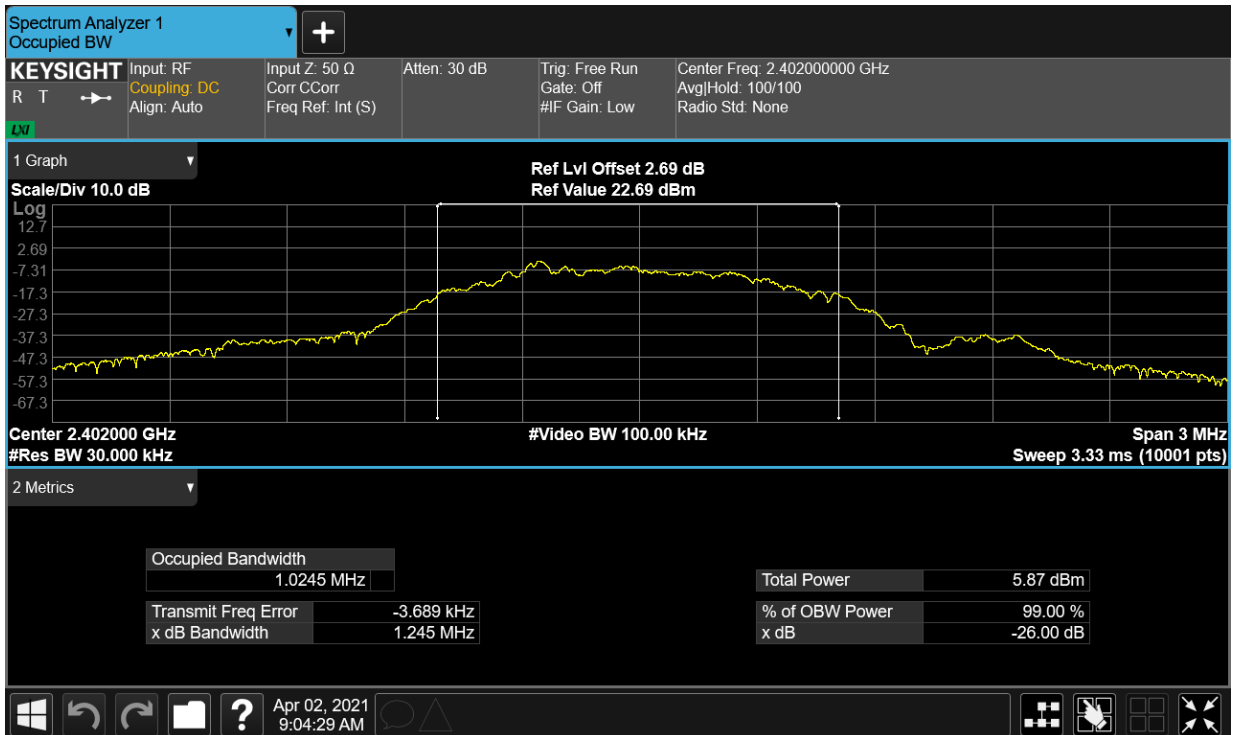 Spectrum Analyzer 1
Occupied BW
KEYSIGHT
R T
LXI
Input: RF
Coupling: DC
Align: Auto
Input Z: 50 Ω
Corr CCorr
Freq Ref: Int (S)
Atten: 30 dB
Trig: Free Run
Gate: Off
#IF Gain: Low
Center Freq: 2.402000000 GHz
Avg|Hold: 100/100
Radio Std: None
1 Graph
Scale/Div 10.0 dB
Ref Lvl Offset 2.69 dB
Ref Value 22.69 dBm
Log
12.7
2.69
-7.31
-17.3
-27.3
-37.3
-47.3
-57.3
-67.3
Center 2.402000 GHz
#Video BW 100.00 kHz
Span 3 MHz
#Res BW 30.000 kHz
Sweep 3.33 ms (10001 pts)
2 Metrics
Occupied Bandwidth
1.0245 MHz
Total Power 5.87 dBm
Transmit Freq Error -3.689 kHz
% of OBW Power 99.00 %
x dB Bandwidth 1.245 MHz
x dB -26.00 dB
?
Apr 02, 2021
9:04:29 AM